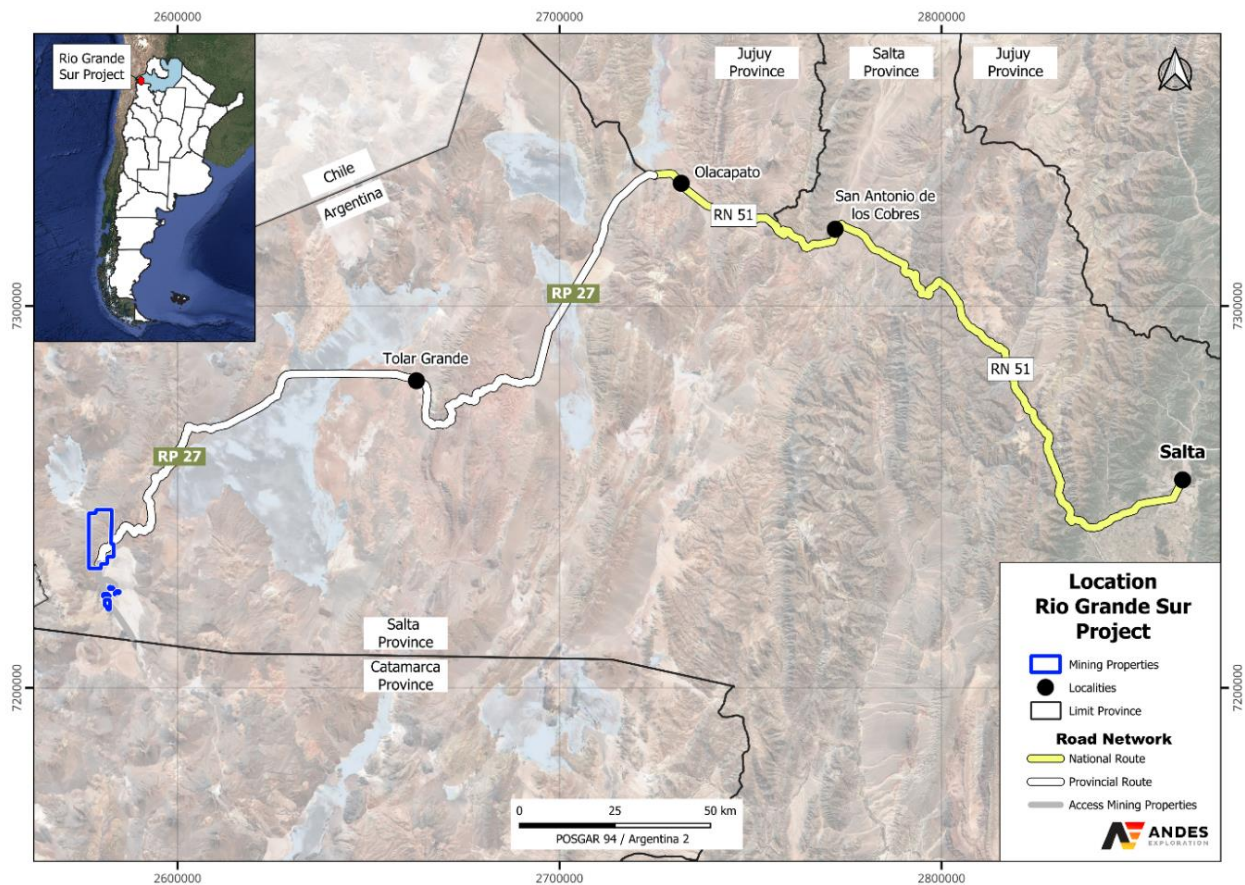 2600000
2700000
2800000
Rio Grande
Sur Project
Jujuy
Province
Salta
Province
Jujuy
Province
Chile
Argentina
Olacapato
RN 51
San Antonio de
los Cobres
7300000
7300000
RP 27
Tolar Grande
RN 51
RP 27
Salta
Salta
Province
Catamarca
Province
7200000
7200000
Location
Rio Grande Sur
Project
Mining Properties
Localities
Limit Province
Road Network
National Route
Provincial Route
Access Mining Properties
ANDES
EXPLORATION
0 25 50 km
POSGAR 94 / Argentina 2
2600000
2700000
2800000